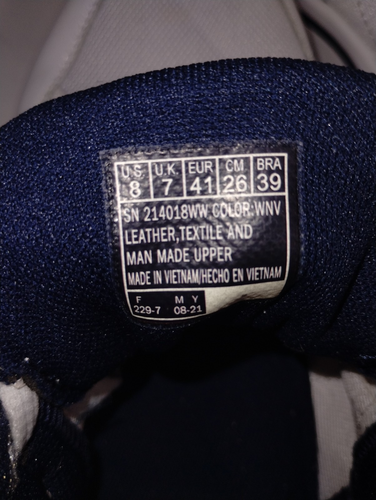 U.S. U.K. EUR CM BRA
8 7 41 26 39
SN 214018WW COLOR:WNV
LEATHER,TEXTILE AND
MAN MADE UPPER
MADE IN VIETNAM/HECHO EN VIETNAM
F M Y
229-7 08-21